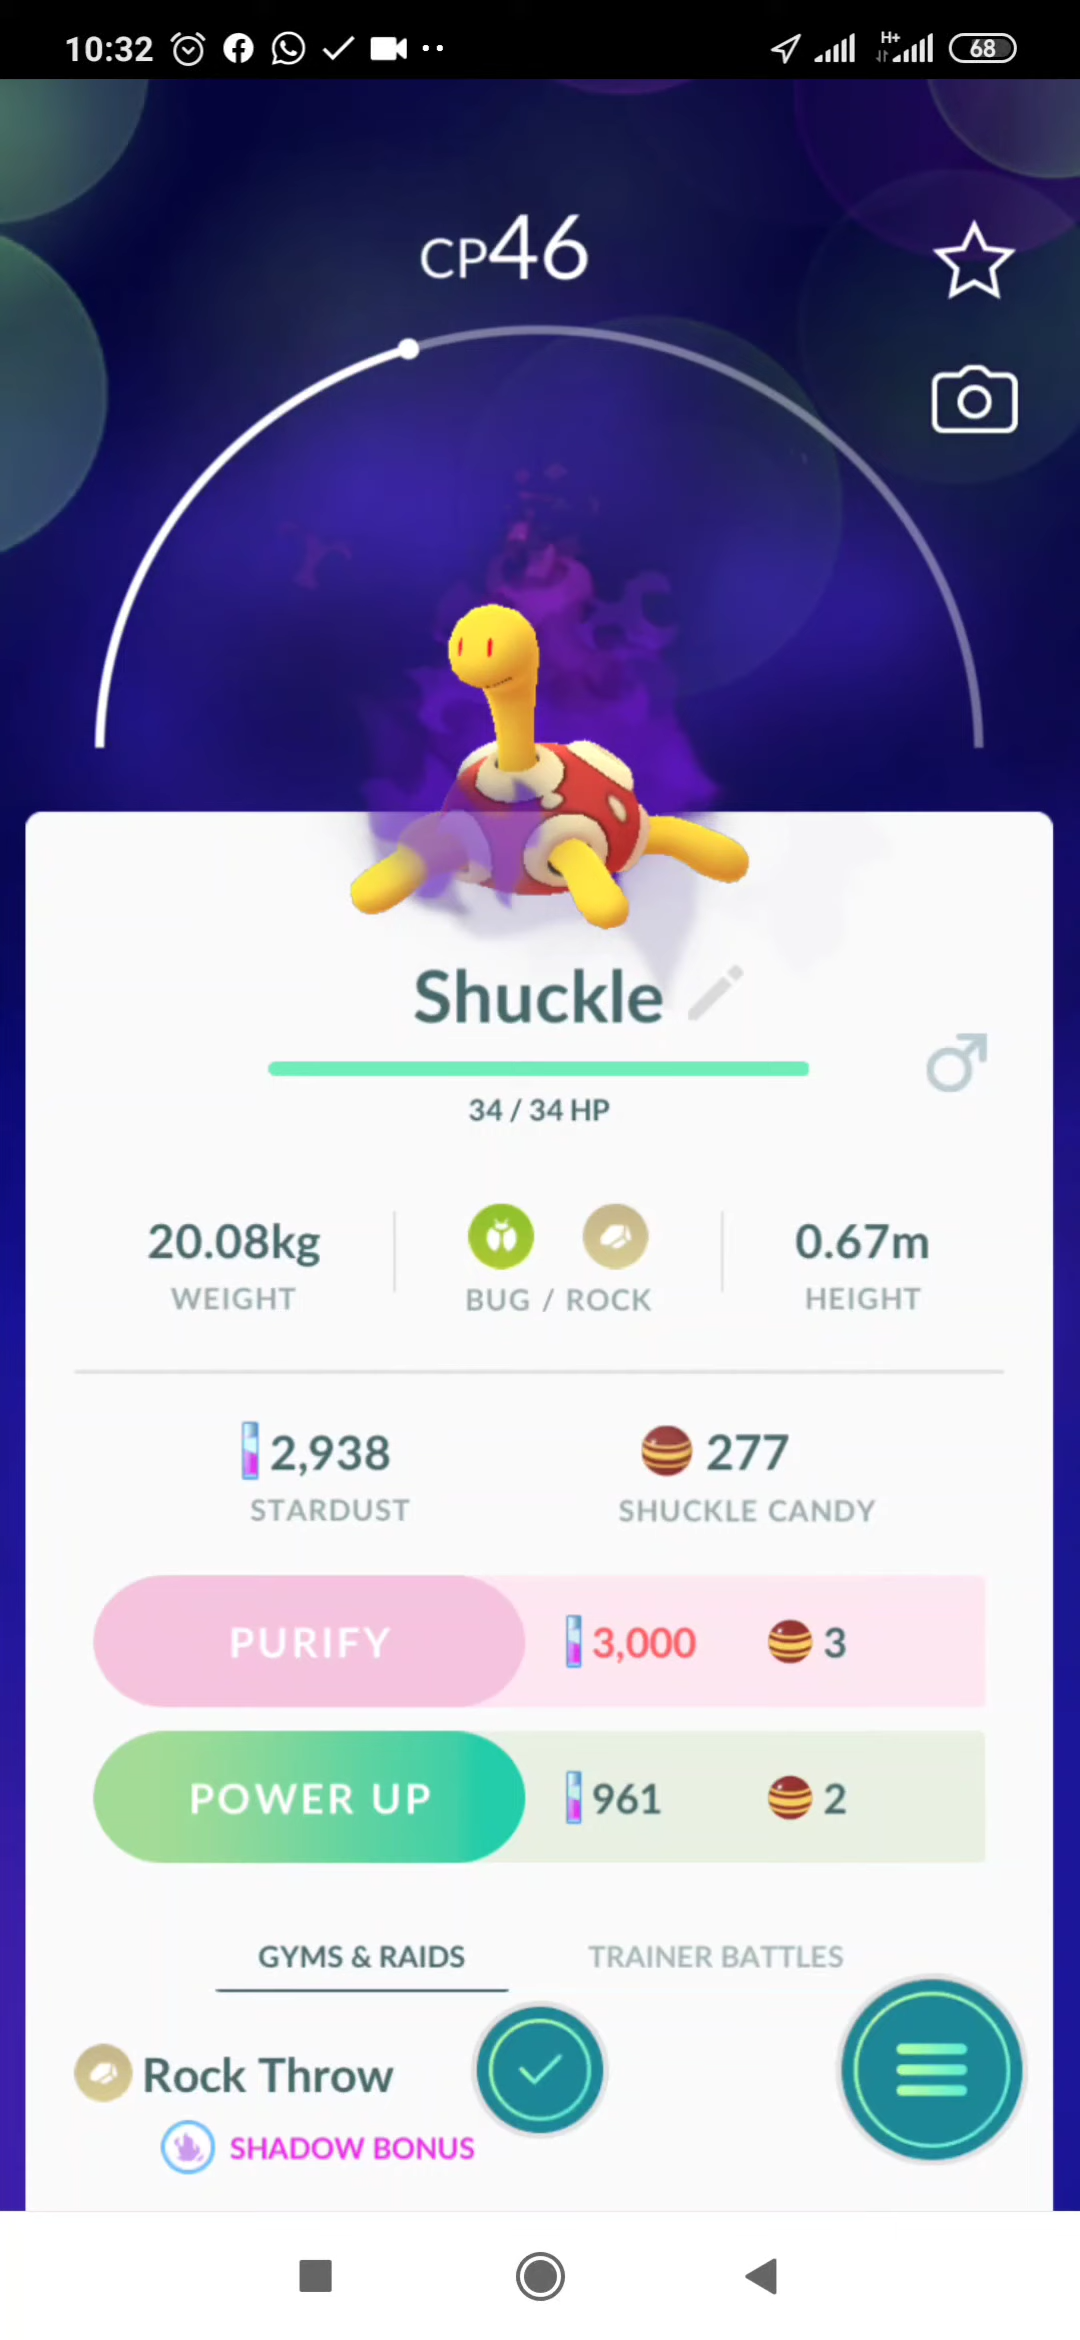 10:32
H+
68
CP46
Shuckle
34 / 34 HP
20.08kg
WEIGHT
BUG / ROCK
0.67m
HEIGHT
2,938
STARDUST
277
SHUCKLE CANDY
PURIFY 3,000 3
POWER UP 961 2
GYMS & RAIDS TRAINER BATTLES
Rock Throw
SHADOW BONUS